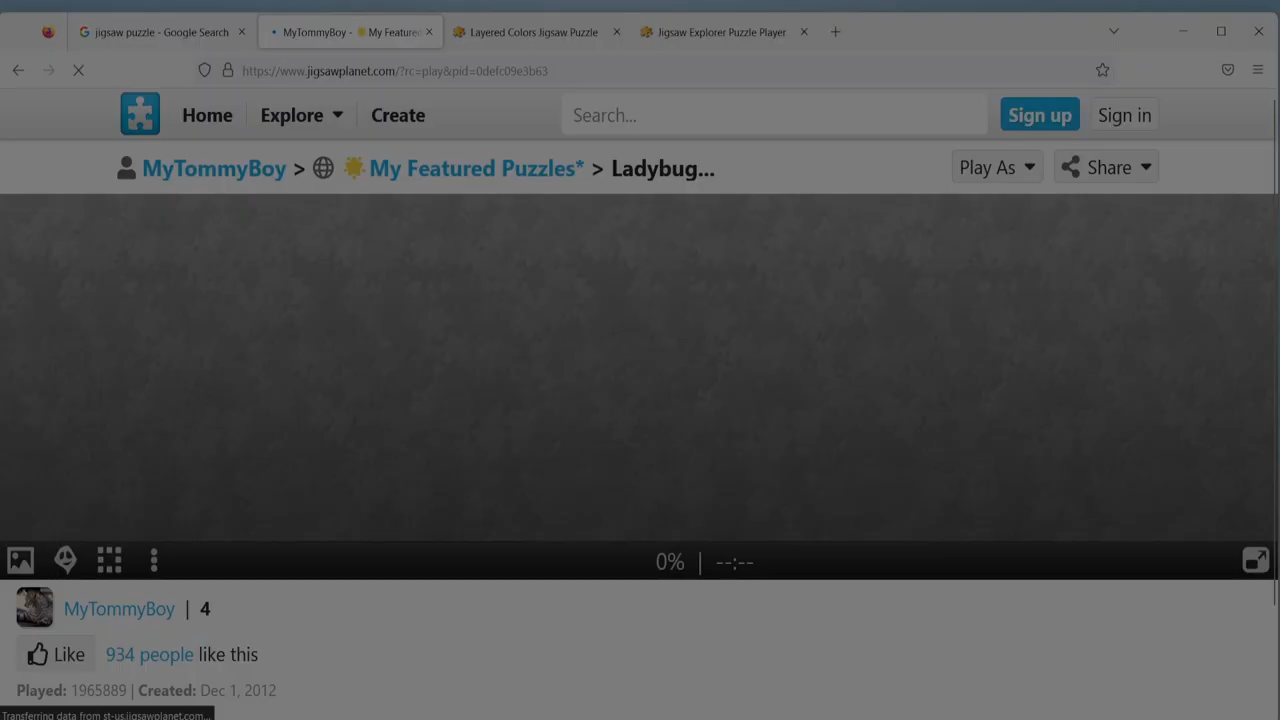 jigsaw puzzle - Google Search
MyTommyBoy - My Featured
Layered Colors Jigsaw Puzzle
Jigsaw Explorer Puzzle Player
https://www.jigsawplanet.com/?rc=play&pid=0defc09e3b63
Home Explore Create Search... Sign up Sign in
MyTommyBoy > My Featured Puzzles* > Ladybug... Play As Share
0% | --:--
MyTommyBoy | 4
Like 934 people like this
Played: 1965889 | Created: Dec 1, 2012
Transferring data from st-us.jigsawplanet.com...